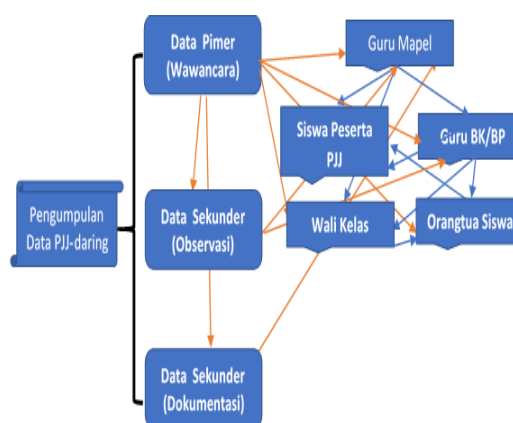 Data Pimer
(Wawancara)
Guru Mapel
Siswa Peserta
PJJ
Guru BK/BP
Pengumpulan
Data PJJ-daring
Data Sekunder
(Observasi)
Wali Kelas
Orangtua Siswa
Data Sekunder
(Dokumentasi)